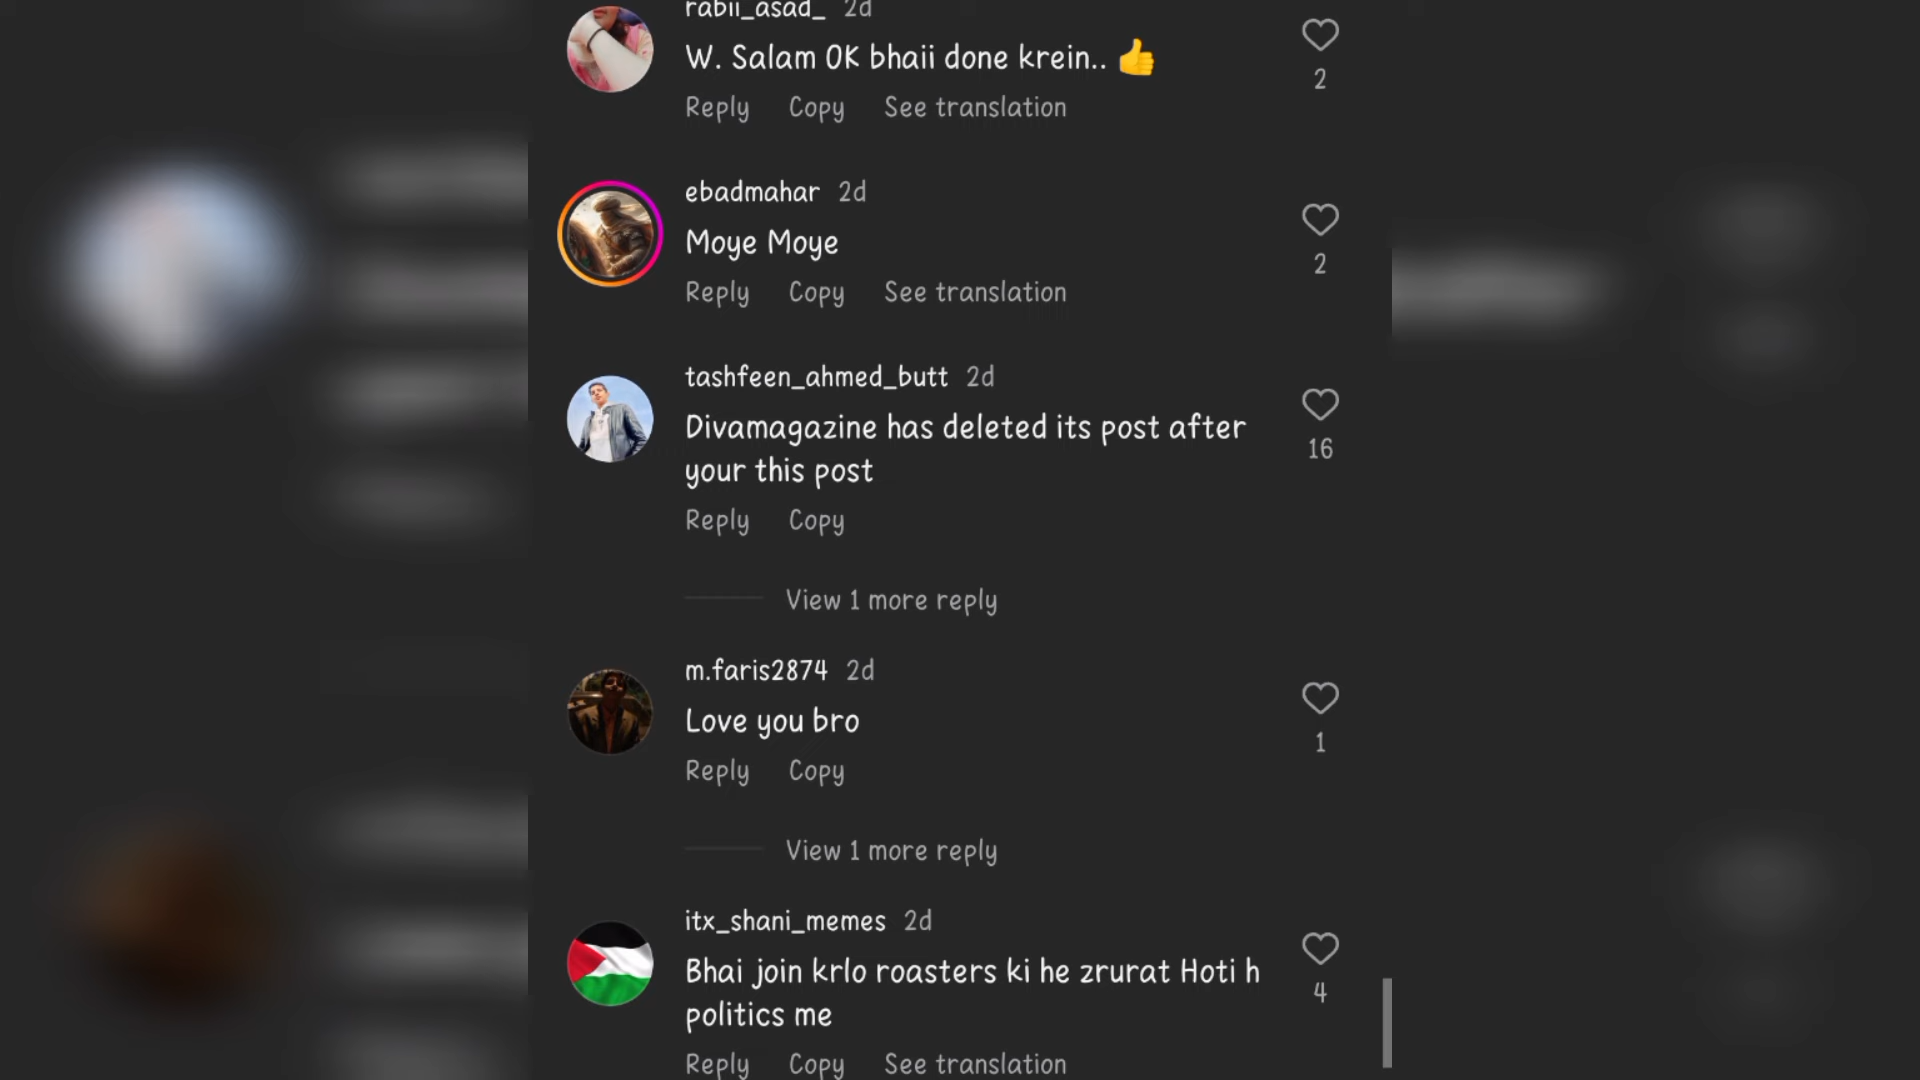 rabii_asad_ 2d
W. Salam OK bhaii done krein.. 👍
2
Reply Copy See translation
ebadmahar 2d
Moye Moye
2
Reply Copy See translation
tashfeen_ahmed_butt 2d
Divamagazine has deleted its post after
your this post
16
Reply Copy
View 1 more reply
m.faris2874 2d
Love you bro
1
Reply Copy
View 1 more reply
itx_shani_memes 2d
Bhai join krlo roasters ki he zrurat Hoti h
politics me
4
Reply Copy See translation